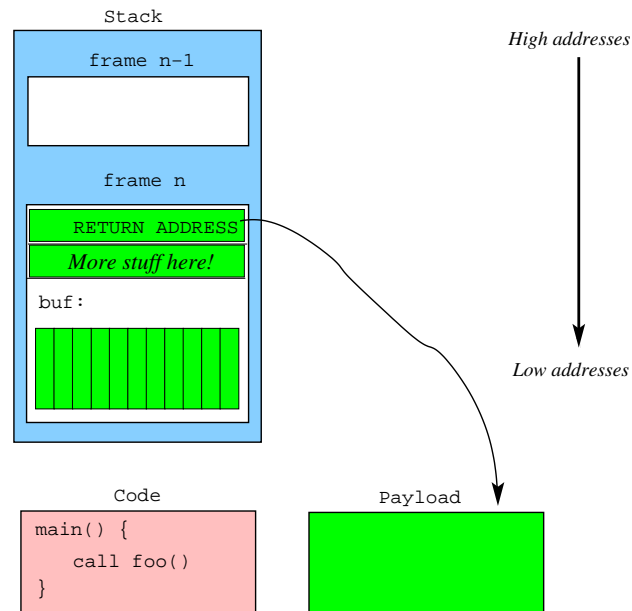 Stack
frame n-1
High addresses
frame n
RETURN ADDRESS
More stuff here!
buf:
Low addresses
Code
Payload
main() {
call foo()
}